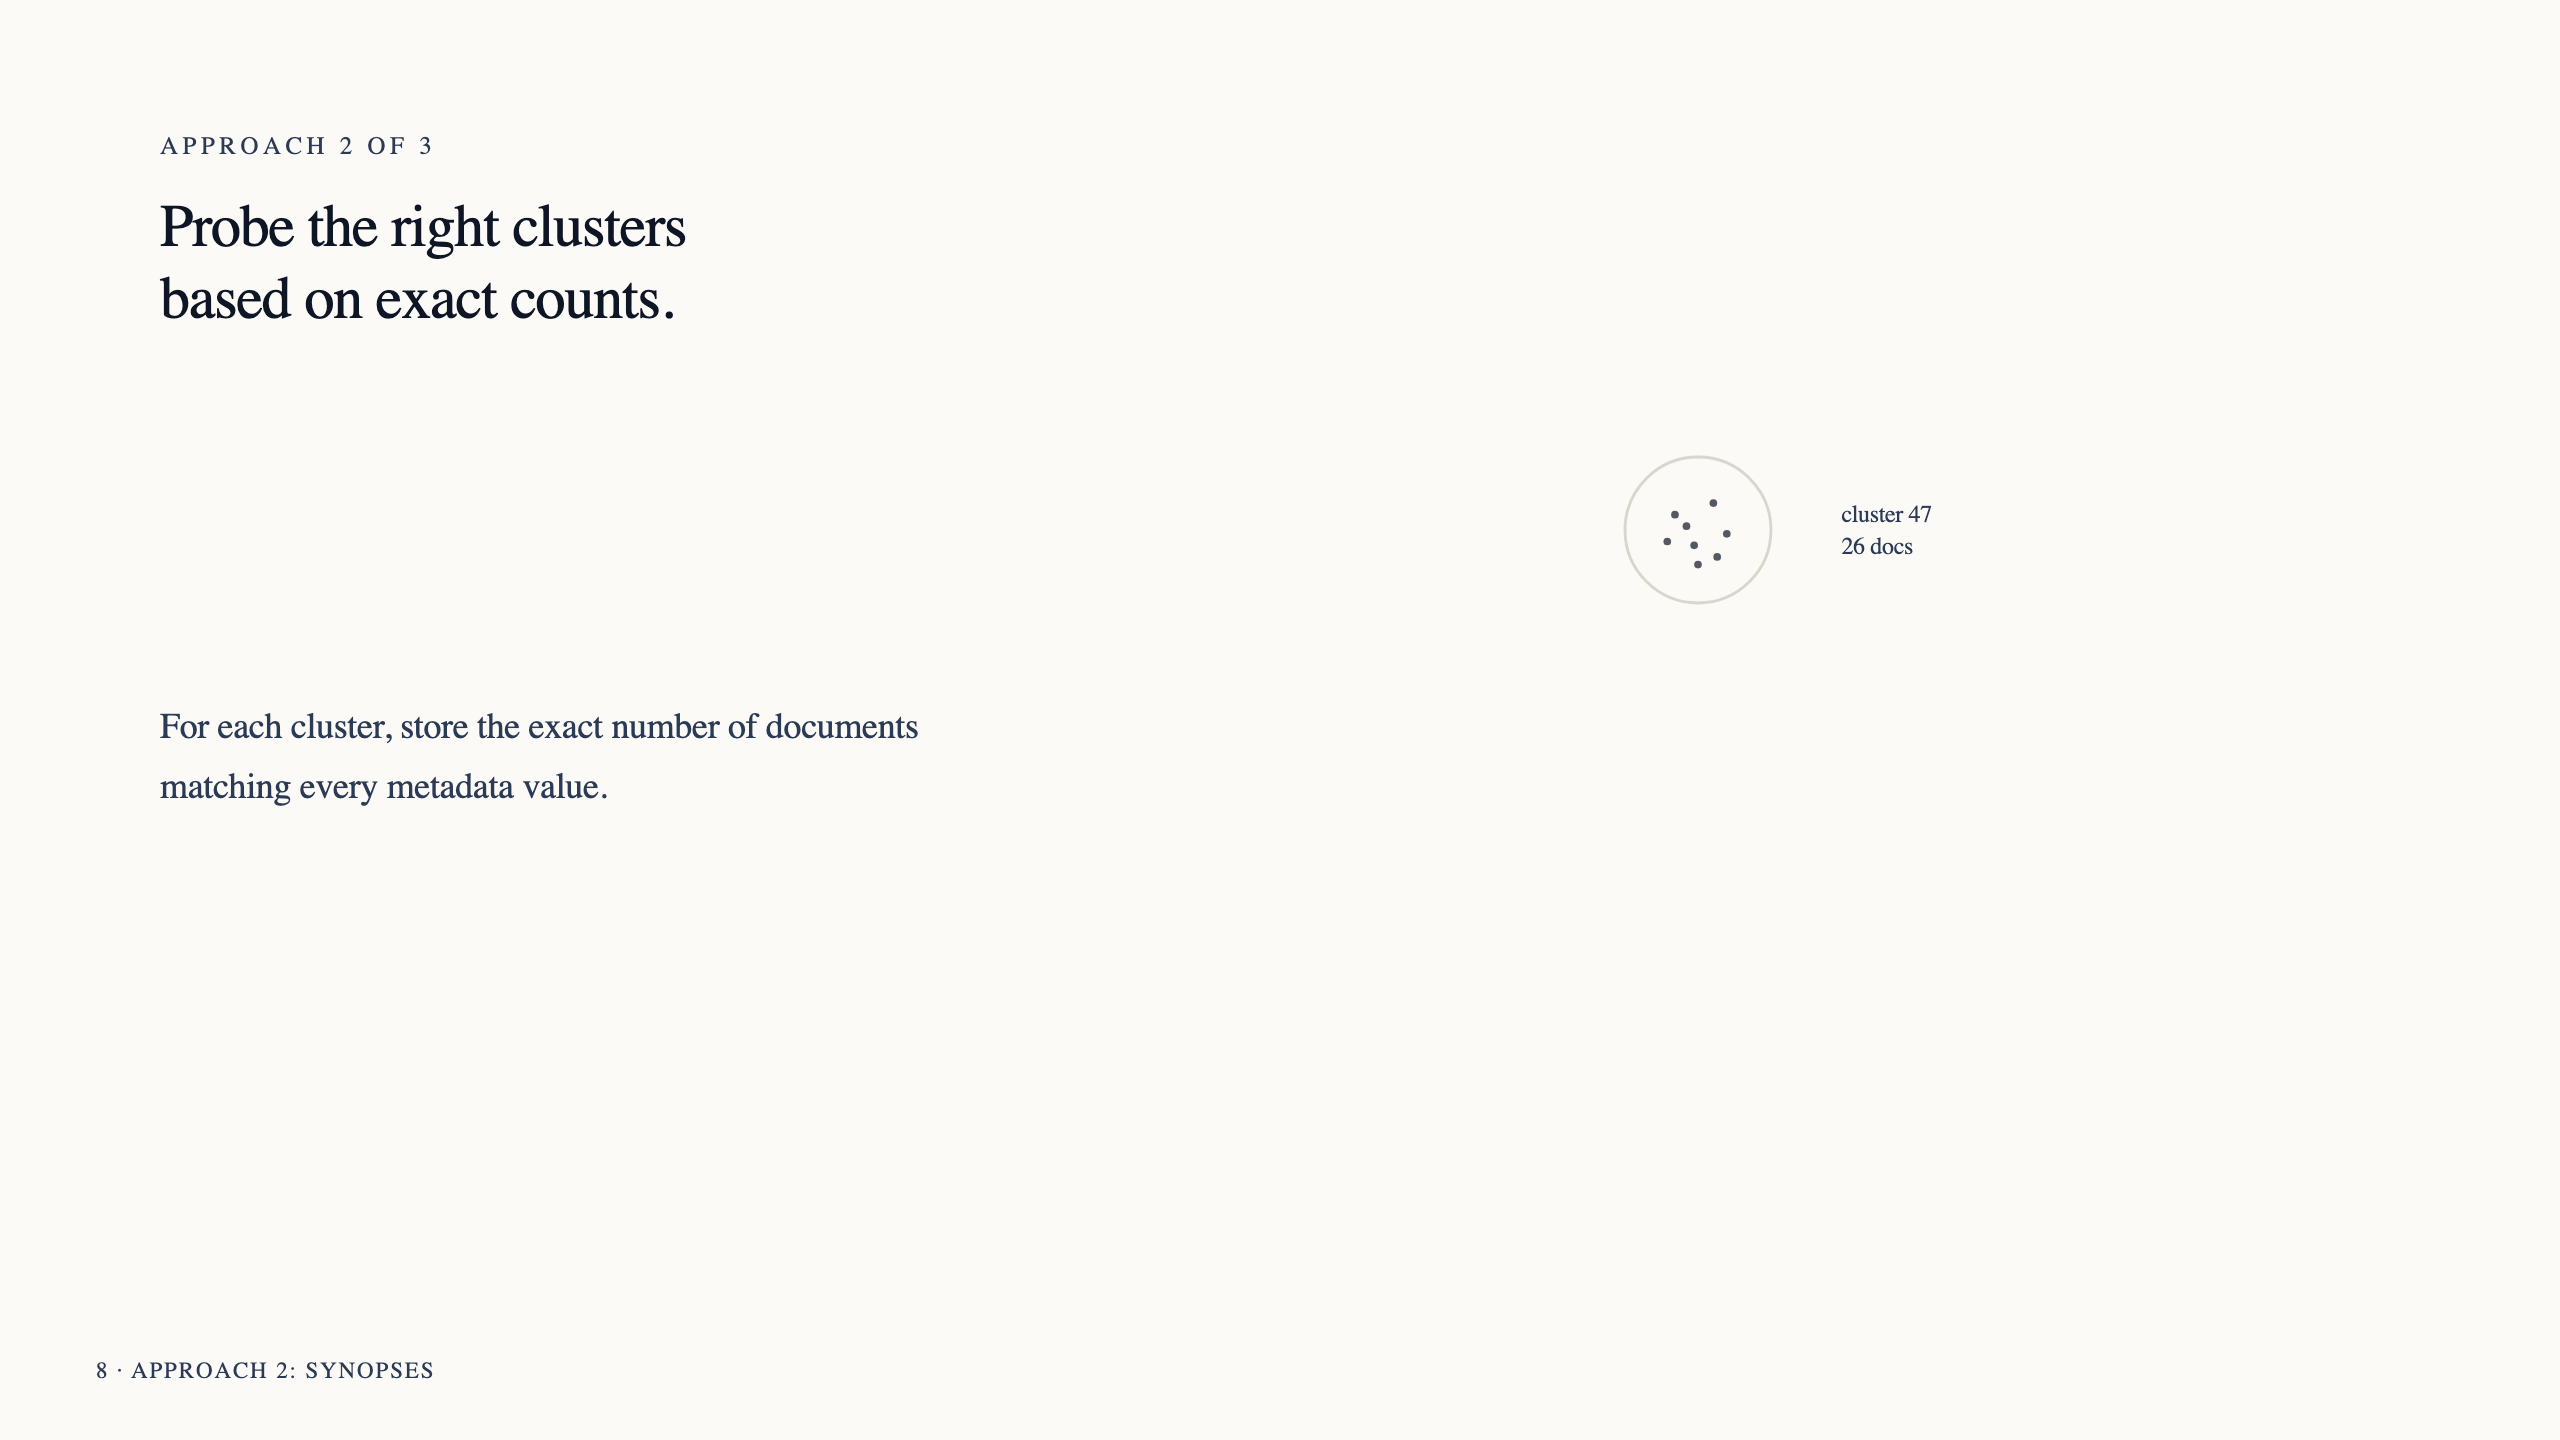 APPROACH 2 OF 3
Probe the right clusters
based on exact counts.
cluster 47
26 docs
For each cluster, store the exact number of documents
matching every metadata value.
8 · APPROACH 2: SYNOPSES